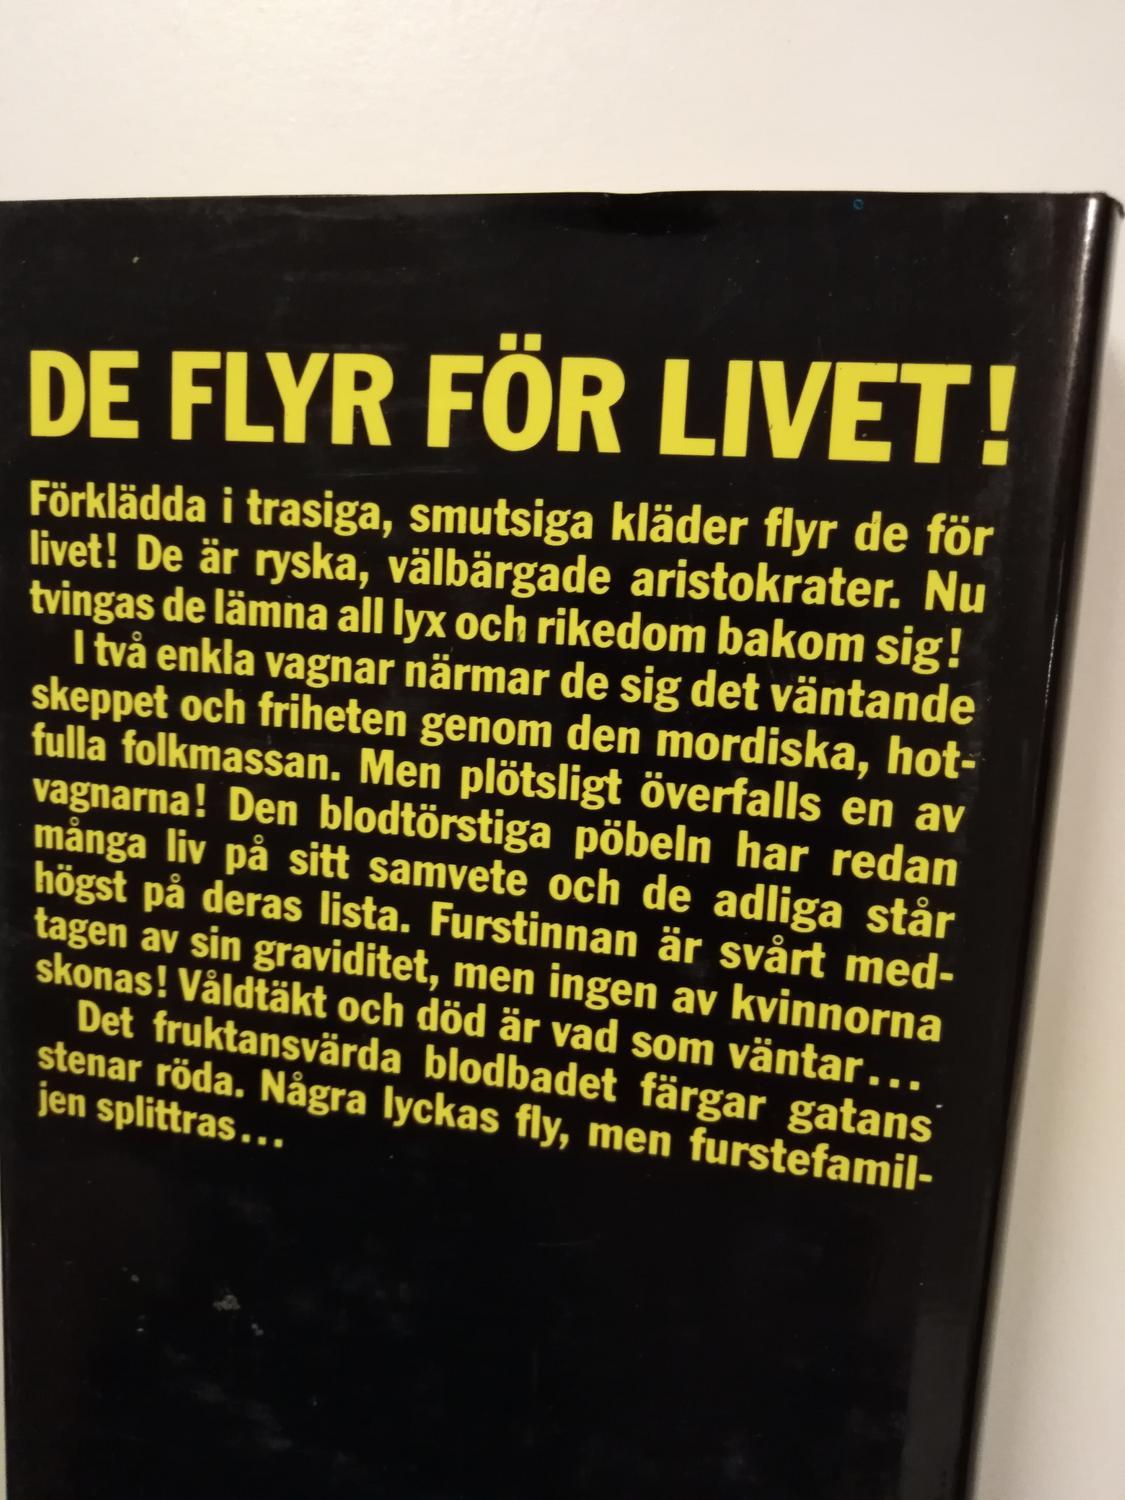 DE FLYR FÖR LIVET!
Förklädda i trasiga, smutsiga kläder flyr de för
livet! De är ryska, välbärgade aristokrater. Nu
tvingas de lämna all lyx och rikedom bakom sig!
I två enkla vagnar närmar de sig det väntande
skeppet och friheten genom den mordiska, hot-
fulla folkmassan. Men plötsligt överfalls en av
vagnarna! Den blodtörstiga pöbeln har redan
många liv på sitt samvete och de adliga står
högst på deras lista. Furstinnan är svårt med-
tagen av sin graviditet, men ingen av kvinnorna
skonas! Våldtäkt och död är vad som väntar...
Det fruktansvärda blodbadet färgar gatans
stenar röda. Några lyckas fly, men furstefamil-
jen splittras...